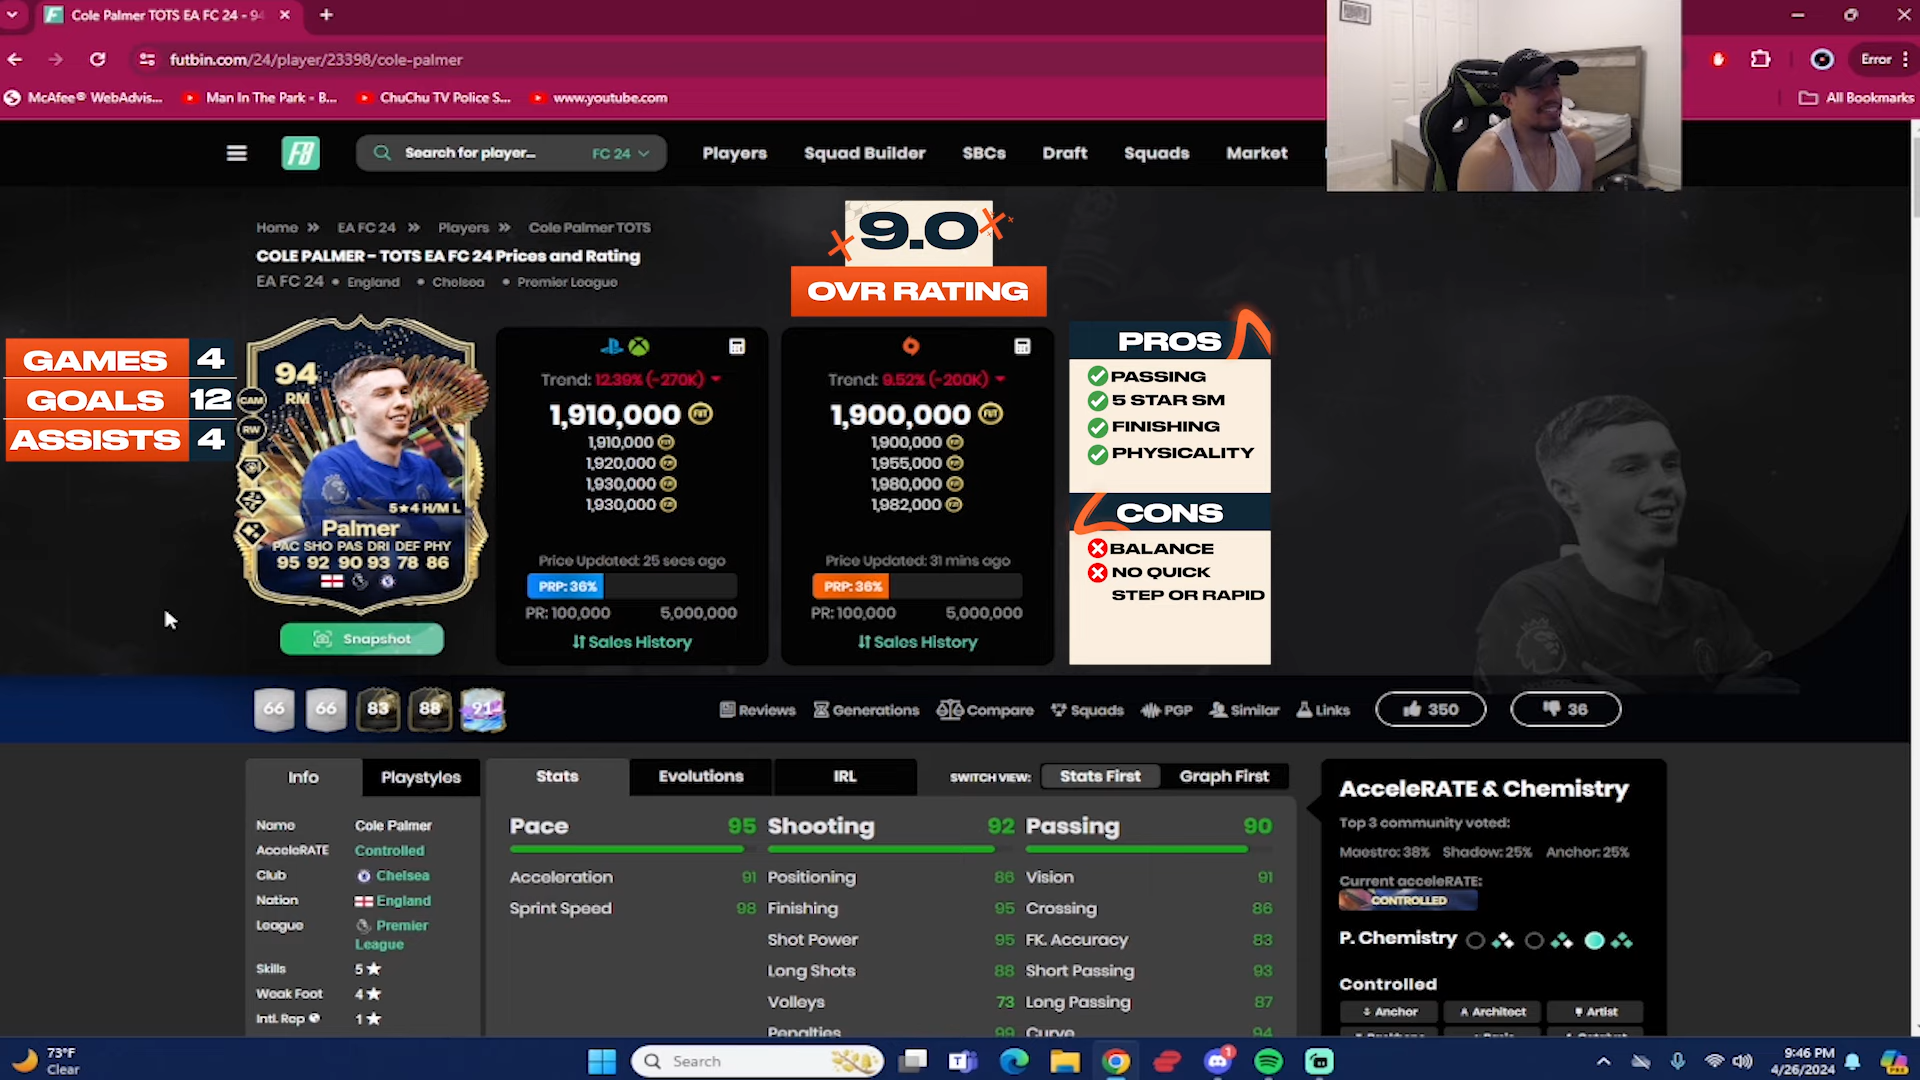 Cole Palmer TOTS EA FC 24 - 94
futbin.com/24/player/23398/cole-palmer
Error
McAfee® WebAdvis...
Man In The Park - B...
ChuChu TV Police S...
www.youtube.com
All Bookmarks
Search for player...
FC 24
Players
Squad Builder
SBCs
Draft
Squads
Market
Home » EA FC 24 » Players » Cole Palmer TOTS
COLE PALMER - TOTS EA FC 24 Prices and Rating
EA FC 24 • England • Chelsea • Premier League
9.0
OVR RATING
GAMES 4
GOALS 12
ASSISTS 4
94
RM
CAM
RW
5★4 H/M L
Palmer
PAC SHO PAS DRI DEF PHY
95 92 90 93 78 86
Snapshot
Trend: 12.39% (-270K)
1,910,000
1,910,000
1,920,000
1,930,000
1,930,000
Price Updated: 25 secs ago
PRP: 36%
PR: 100,000 5,000,000
Sales History
Trend: 9.52% (-200K)
1,900,000
1,900,000
1,955,000
1,980,000
1,982,000
Price Updated: 31 mins ago
PRP: 36%
PR: 100,000 5,000,000
Sales History
PROS
PASSING
5 STAR SM
FINISHING
PHYSICALITY
CONS
BALANCE
NO QUICK
STEP OR RAPID
66 66 83 88 91
Reviews
Generations
Compare
Squads
PGP
Similar
Links
350
36
Info
Playstyles
Name Cole Palmer
AcceleRATE Controlled
Club Chelsea
Nation England
League Premier
League
Skills 5★
Weak Foot 4★
Intl. Rep 1★
Stats
Evolutions
IRL
SWITCH VIEW:
Stats First
Graph First
Pace 95
Acceleration 91
Sprint Speed 98
Shooting 92
Positioning 86
Finishing 95
Shot Power 95
Long Shots 88
Volleys 73
Penalties 99
Passing 90
Vision 91
Crossing 86
FK. Accuracy 83
Short Passing 93
Long Passing 87
Curve 94
AcceleRATE & Chemistry
Top 3 community voted:
Maestro: 38% Shadow: 25% Anchor: 25%
Current acceleRATE:
CONTROLLED
P. Chemistry
Controlled
Anchor
Architect
Artist
73°F
Clear
Search
1
9:46 PM
4/26/2024